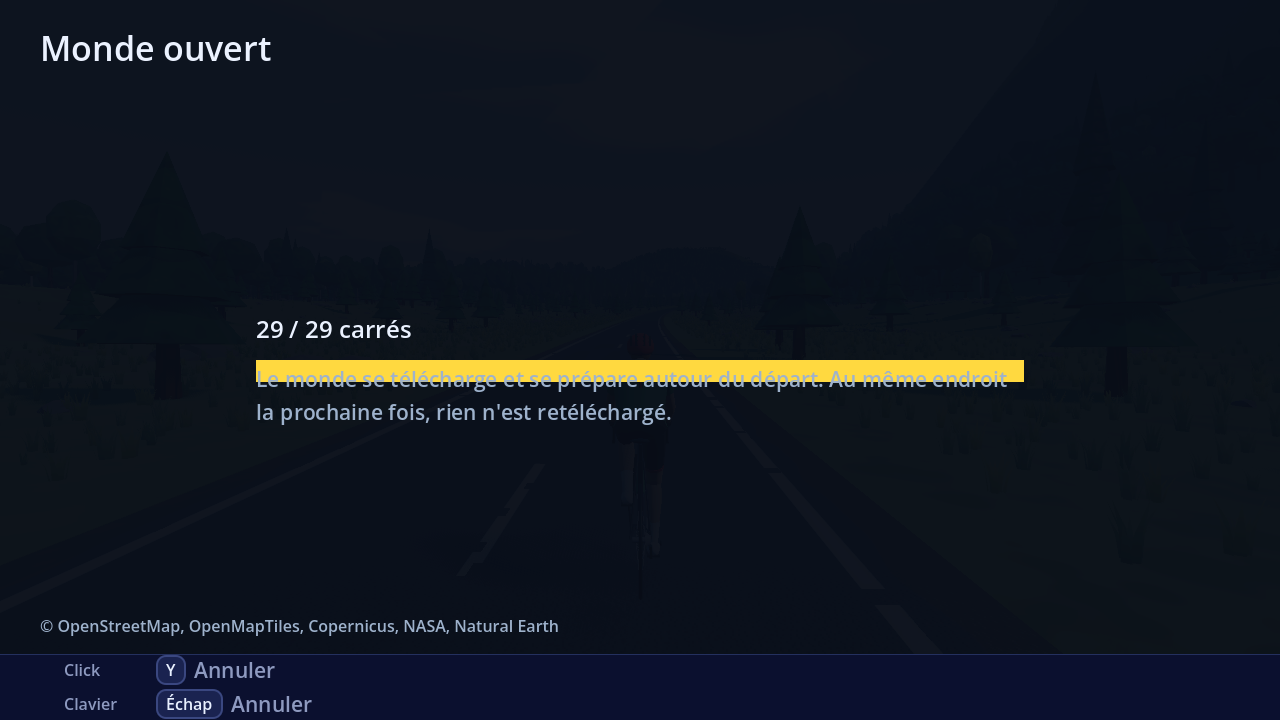 Monde ouvert
29 / 29 carrés
Le monde se télécharge et se prépare autour du départ. Au même endroit
la prochaine fois, rien n'est retéléchargé.
© OpenStreetMap, OpenMapTiles, Copernicus, NASA, Natural Earth
Click Y Annuler
Clavier Échap Annuler